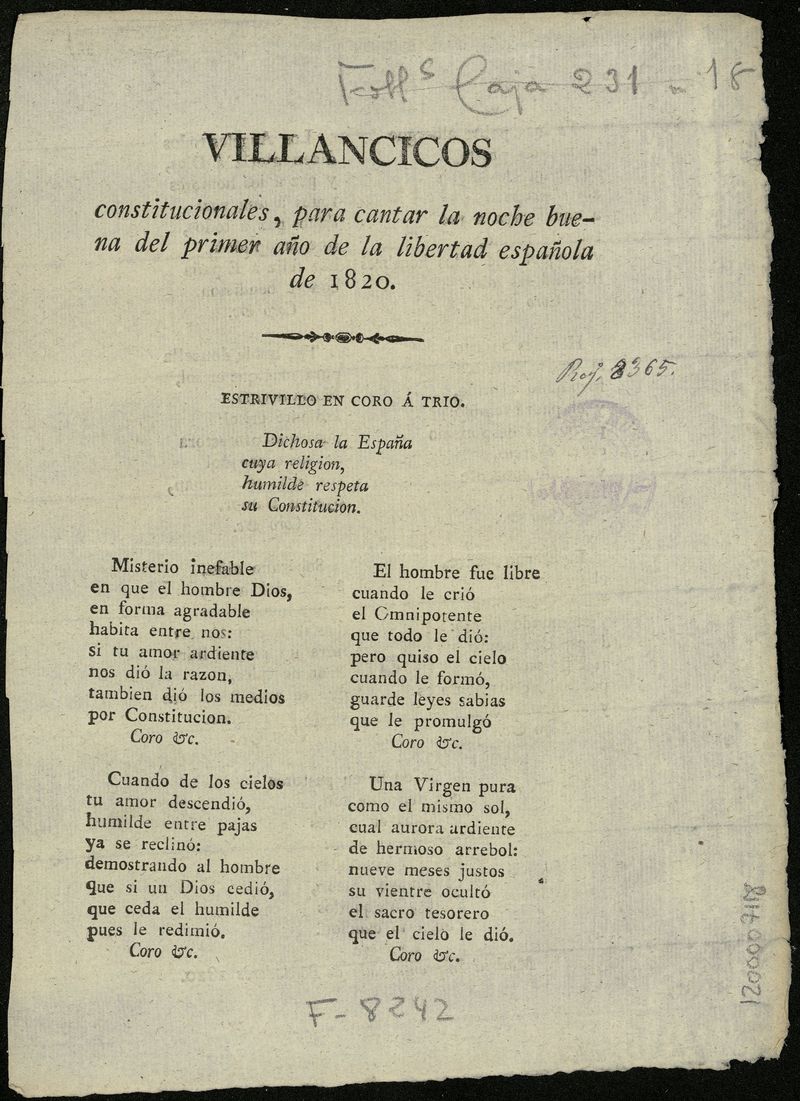 Folls Caja 231 n 18
VILLANCICOS
constitucionales, para cantar la noche bue-
na del primer año de la libertad española
de 1820.
Reg. 8365.
ESTRIVILLO EN CORO Á TRIO.
Dichosa la España
cuya religion,
humilde respeta
su Constitucion.
Misterio inefable
en que el hombre Dios,
en forma agradable
habita entre nos:
si tu amor ardiente
nos dió la razon,
tambien dió los medios
por Constitucion.
Coro &c.
Cuando de los cielos
tu amor descendió,
humilde entre pajas
ya se reclinó:
demostrando al hombre
que si un Dios cedió,
que ceda el humilde
pues le redimió.
Coro &c.
El hombre fue libre
cuando le crió
el Omnipotente
que todo le dió:
pero quiso el cielo
cuando le formó,
guarde leyes sabias
que le promulgó
Coro &c.
Una Virgen pura
como el mismo sol,
cual aurora ardiente
de hermoso arrebol:
nueve meses justos
su vientre ocultó
el sacro tesorero
que el cielo le dió.
Coro &c.
F-8242